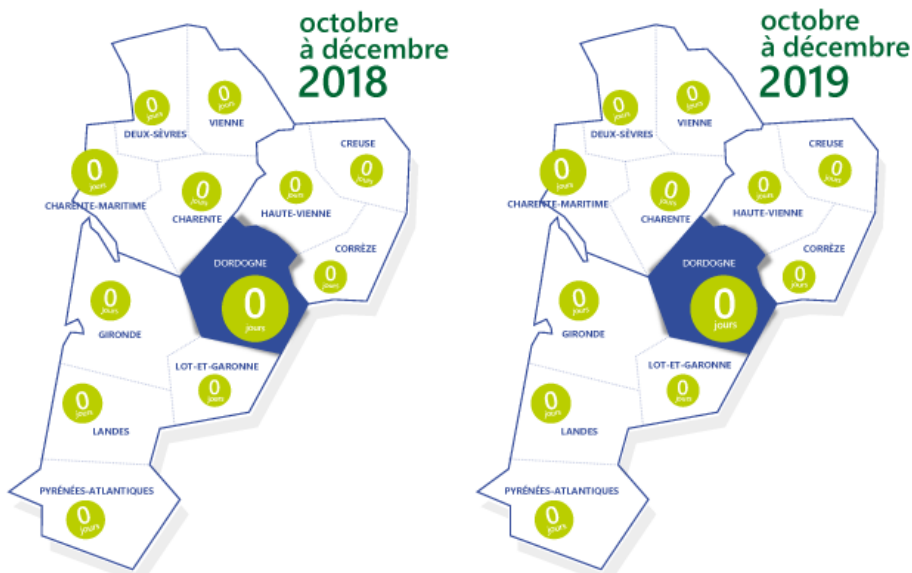 octobre
à décembre
2018
0
jours
DEUX-SÈVRES
0
jours
VIENNE
CREUSE
0
jours
0
jours
CHARENTE-MARITIME
0
jours
CHARENTE
0
jours
HAUTE-VIENNE
CORRÈZE
0
jours
DORDOGNE
0
jours
0
jours
GIRONDE
LOT-ET-GARONNE
0
jours
0
jours
LANDES
PYRÉNÉES-ATLANTIQUES
0
jours
octobre
à décembre
2019
0
jours
DEUX-SÈVRES
0
jours
VIENNE
CREUSE
0
jours
0
jours
CHARENTE-MARITIME
0
jours
CHARENTE
0
jours
HAUTE-VIENNE
CORRÈZE
0
jours
DORDOGNE
0
jours
0
jours
GIRONDE
LOT-ET-GARONNE
0
jours
0
jours
LANDES
PYRÉNÉES-ATLANTIQUES
0
jours